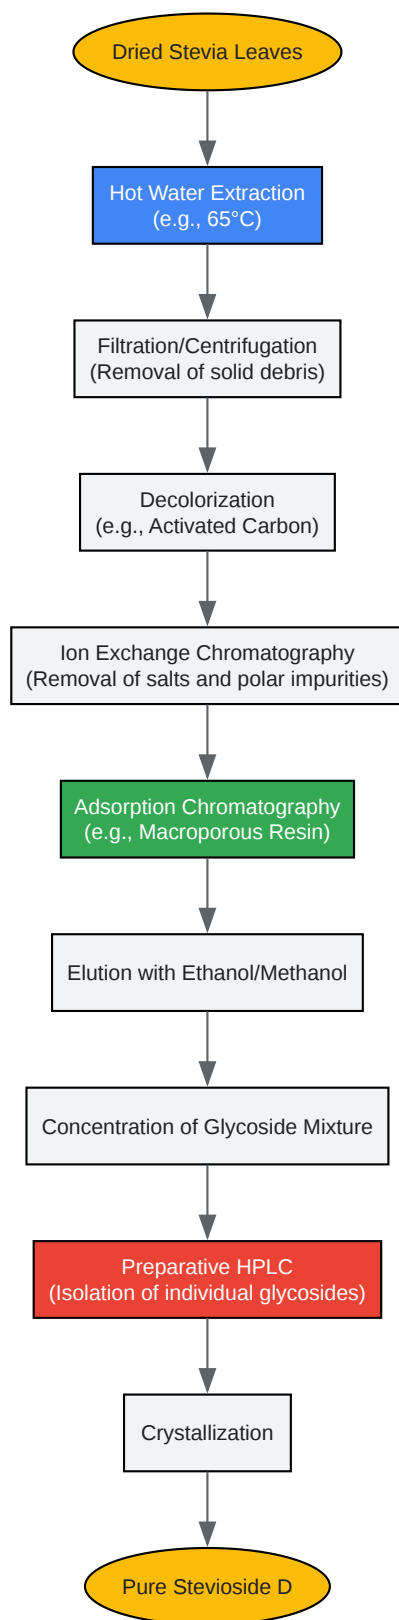 Dried Stevia Leaves
Hot Water Extraction
(e.g., 65°C)
Filtration/Centrifugation
(Removal of solid debris)
Decolorization
(e.g., Activated Carbon)
Ion Exchange Chromatography
(Removal of salts and polar impurities)
Adsorption Chromatography
(e.g., Macroporous Resin)
Elution with Ethanol/Methanol
Concentration of Glycoside Mixture
Preparative HPLC
(Isolation of individual glycosides)
Crystallization
Pure Stevioside D